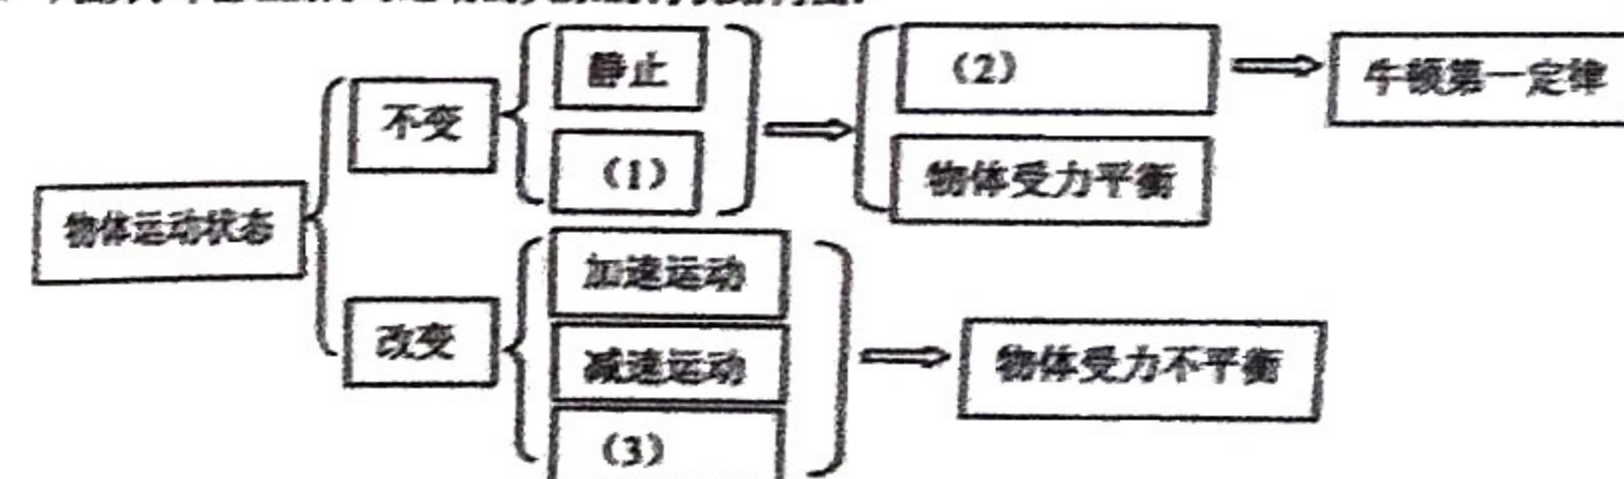 静止
(2)
牛顿第一定律
不变
(1)
物体受力平衡
物体运动状态
加速运动
改变
减速运动
物体受力不平衡
(3)